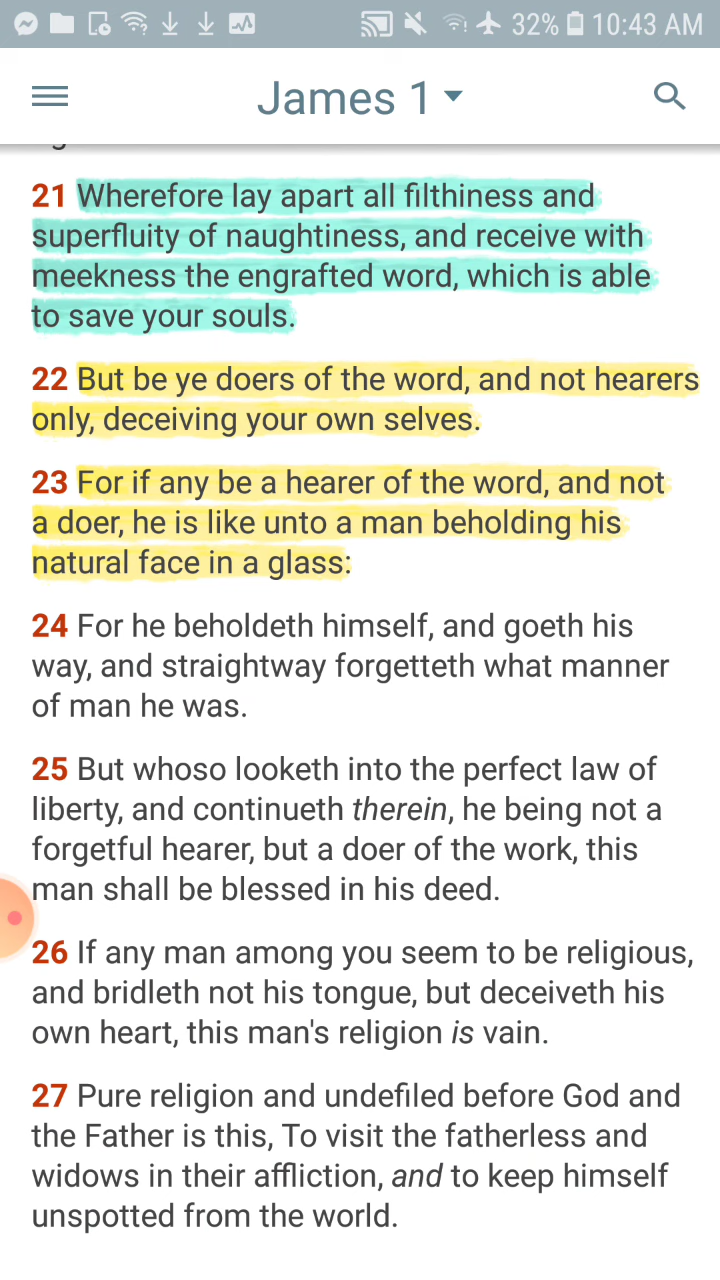 32% 10:43 AM
James 1
21 Wherefore lay apart all filthiness and
superfluity of naughtiness, and receive with
meekness the engrafted word, which is able
to save your souls.
22 But be ye doers of the word, and not hearers
only, deceiving your own selves.
23 For if any be a hearer of the word, and not
a doer, he is like unto a man beholding his
natural face in a glass:
24 For he beholdeth himself, and goeth his
way, and straightway forgetteth what manner
of man he was.
25 But whoso looketh into the perfect law of
liberty, and continueth therein, he being not a
forgetful hearer, but a doer of the work, this
man shall be blessed in his deed.
26 If any man among you seem to be religious,
and bridleth not his tongue, but deceiveth his
own heart, this man's religion is vain.
27 Pure religion and undefiled before God and
the Father is this, To visit the fatherless and
widows in their affliction, and to keep himself
unspotted from the world.